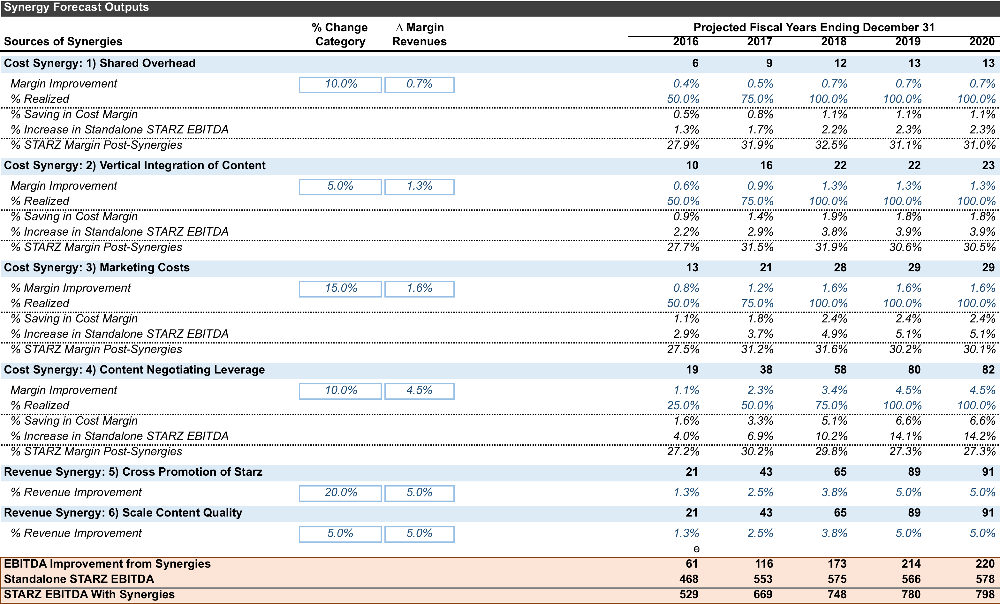 Synergy Forecast Outputs
% Change Δ Margin Projected Fiscal Years Ending December 31
Sources of Synergies Category Revenues 2016 2017 2018 2019 2020
Cost Synergy: 1) Shared Overhead 6 9 12 13 13
Margin Improvement 10.0% 0.7% 0.4% 0.5% 0.7% 0.7% 0.7%
% Realized 50.0% 75.0% 100.0% 100.0% 100.0%
% Saving in Cost Margin 0.5% 0.8% 1.1% 1.1% 1.1%
% Increase in Standalone STARZ EBITDA 1.3% 1.7% 2.2% 2.3% 2.3%
% STARZ Margin Post-Synergies 27.9% 31.9% 32.5% 31.1% 31.0%
Cost Synergy: 2) Vertical Integration of Content 10 16 22 22 23
Margin Improvement 5.0% 1.3% 0.6% 0.9% 1.3% 1.3% 1.3%
% Realized 50.0% 75.0% 100.0% 100.0% 100.0%
% Saving in Cost Margin 0.9% 1.4% 1.9% 1.8% 1.8%
% Increase in Standalone STARZ EBITDA 2.2% 2.9% 3.8% 3.9% 3.9%
% STARZ Margin Post-Synergies 27.7% 31.5% 31.9% 30.6% 30.5%
Cost Synergy: 3) Marketing Costs 13 21 28 29 29
% Margin Improvement 15.0% 1.6% 0.8% 1.2% 1.6% 1.6% 1.6%
% Realized 50.0% 75.0% 100.0% 100.0% 100.0%
% Saving in Cost Margin 1.1% 1.8% 2.4% 2.4% 2.4%
% Increase in Standalone STARZ EBITDA 2.9% 3.7% 4.9% 5.1% 5.1%
% STARZ Margin Post-Synergies 27.5% 31.2% 31.6% 30.2% 30.1%
Cost Synergy: 4) Content Negotiating Leverage 19 38 58 80 82
Margin Improvement 10.0% 4.5% 1.1% 2.3% 3.4% 4.5% 4.5%
% Realized 25.0% 50.0% 75.0% 100.0% 100.0%
% Saving in Cost Margin 1.6% 3.3% 5.1% 6.6% 6.6%
% Increase in Standalone STARZ EBITDA 4.0% 6.9% 10.2% 14.1% 14.2%
% STARZ Margin Post-Synergies 27.2% 30.2% 29.8% 27.3% 27.3%
Revenue Synergy: 5) Cross Promotion of Starz 21 43 65 89 91
% Revenue Improvement 20.0% 5.0% 1.3% 2.5% 3.8% 5.0% 5.0%
Revenue Synergy: 6) Scale Content Quality 21 43 65 89 91
% Revenue Improvement 5.0% 5.0% 1.3% 2.5% 3.8% 5.0% 5.0%
e
EBITDA Improvement from Synergies 61 116 173 214 220
Standalone STARZ EBITDA 468 553 575 566 578
STARZ EBITDA With Synergies 529 669 748 780 798